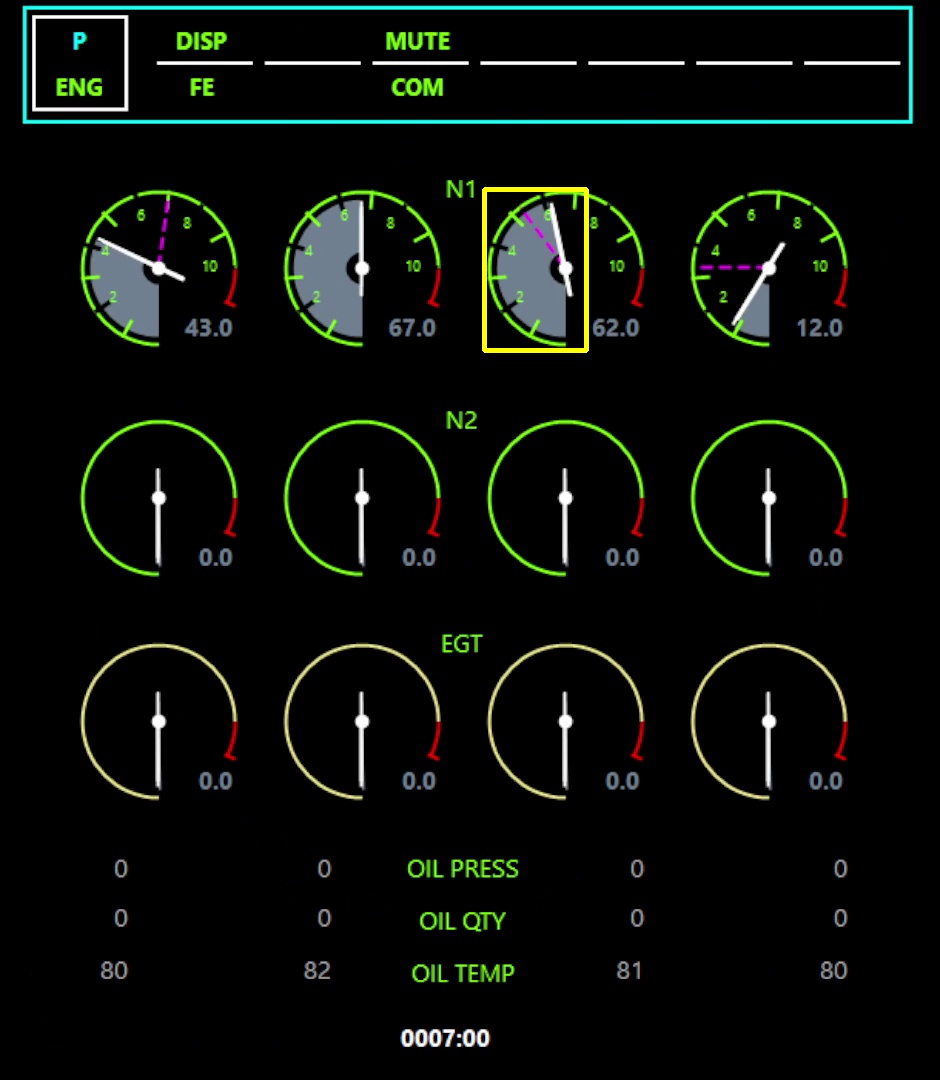 P DISP MUTE
ENG FE COM
N1
6 8 6 8 6 8 6 8
4 10 4 10 4 10 4 10
2 2 2 2
43.0 67.0 62.0 12.0
N2
0.0 0.0 0.0 0.0
EGT
0.0 0.0 0.0 0.0
0 0 OIL PRESS 0 0
0 0 OIL QTY 0 0
80 82 OIL TEMP 81 80
0007:00